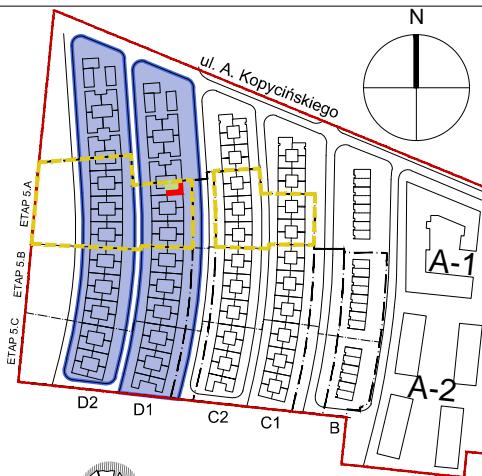 N
ul. A. Kopycińskiego
ETAP 5.A
A-1
ETAP 5.B
ETAP 5.C
A-2
D2
D1
C2
C1
B